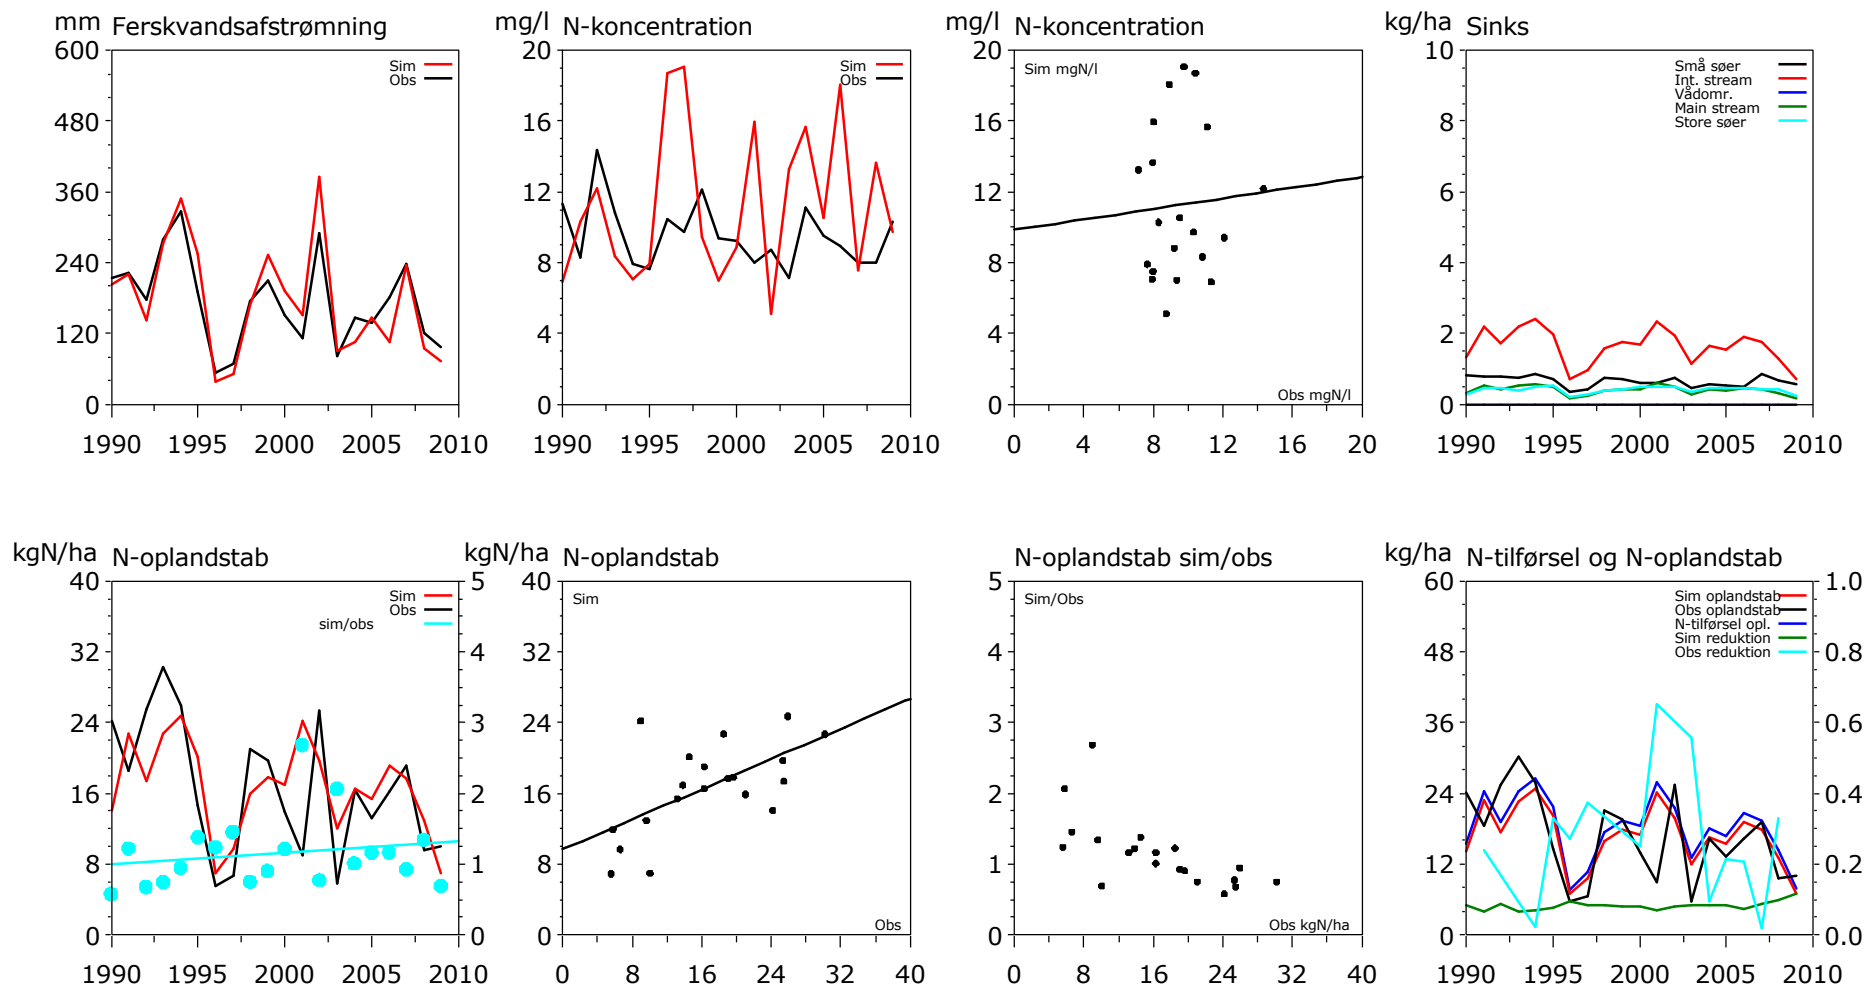 mm Ferskvandsafstrømning
600
480
360
240
120
0
Sim
Obs
1990 1995 2000 2005 2010
mg/l N-koncentration
20
16
12
8
4
0
Sim
Obs
1990 1995 2000 2005 2010
mg/l N-koncentration
20
16
12
8
4
0
Sim mgN/l
Obs mgN/l
0 4 8 12 16 20
kg/ha Sinks
10
8
6
4
2
0
Små søer
Int. stream
Vådomr.
Main stream
Store søer
1990 1995 2000 2005 2010
kgN/ha N-oplandstab
40
32
24
16
8
0
Sim
Obs
sim/obs
5
4
3
2
1
0
1990 1995 2000 2005 2010
kgN/ha N-oplandstab
40
32
24
16
8
0
Sim
Obs
0 8 16 24 32 40
N-oplandstab sim/obs
5
4
3
2
1
0
Sim/Obs
Obs kgN/ha
0 8 16 24 32 40
kg/ha N-tilførsel og N-oplandstab
60
48
36
24
12
0
Sim oplandstab
Obs oplandstab
N-tilførsel opl.
Sim reduktion
Obs reduktion
1.0
0.8
0.6
0.4
0.2
0.0
1990 1995 2000 2005 2010